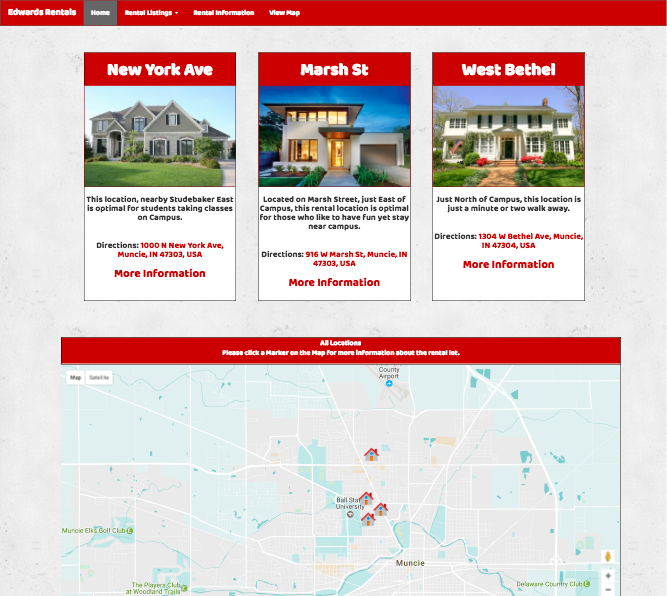 Edwards Rentals Home Rental Listings Rental Information View Map
New York Ave
This location, nearby Studebaker East
is optimal for students taking classes
on Campus.
Directions: 1000 N New York Ave,
Muncie, IN 47303, USA
More Information
Marsh St
Located on Marsh Street, just East of
Campus, this rental location is optimal
for those who like to have fun yet stay
near campus.
Directions: 916 W Marsh St, Muncie, IN
47303, USA
More Information
West Bethel
Just North of Campus, this location is
just a minute or two walk away.
Directions: 1304 W Bethel Ave, Muncie,
IN 47304, USA
More Information
All Locations
Please click a Marker on the Map for more information about the rental lot.
Map Satellite
County
Airport
Ball State
University
Muncie Elks Golf Club
Muncie
The Players Club
at Woodland Trails
Delaware Country Club